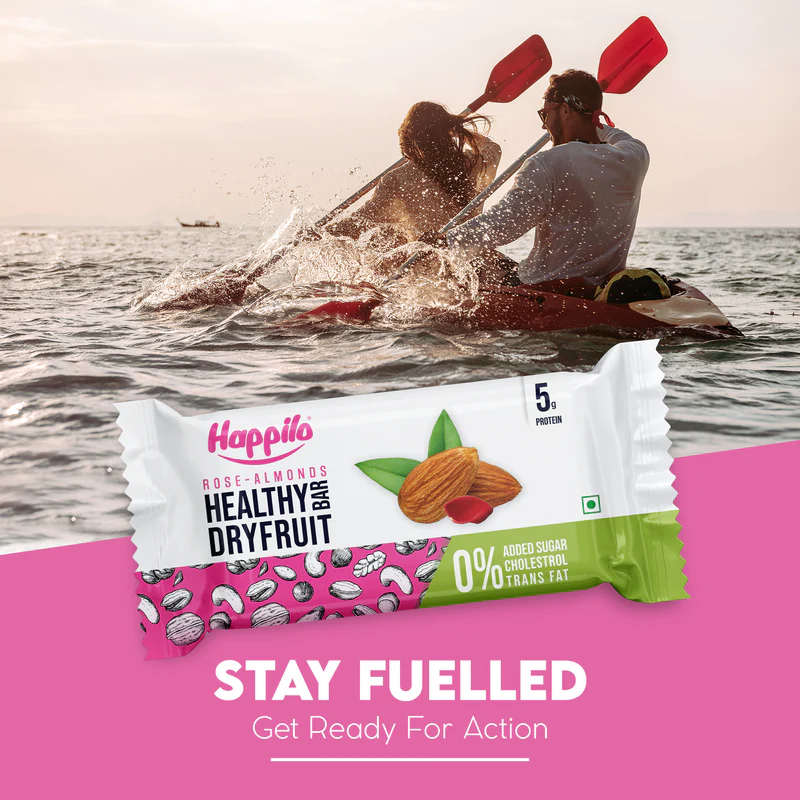 Happilo
ROSE-ALMONDS
HEALTHY
BAR
DRYFRUIT
5g
PROTEIN
0%
ADDED SUGAR
CHOLESTROL
TRANS FAT
STAY FUELLED
Get Ready For Action